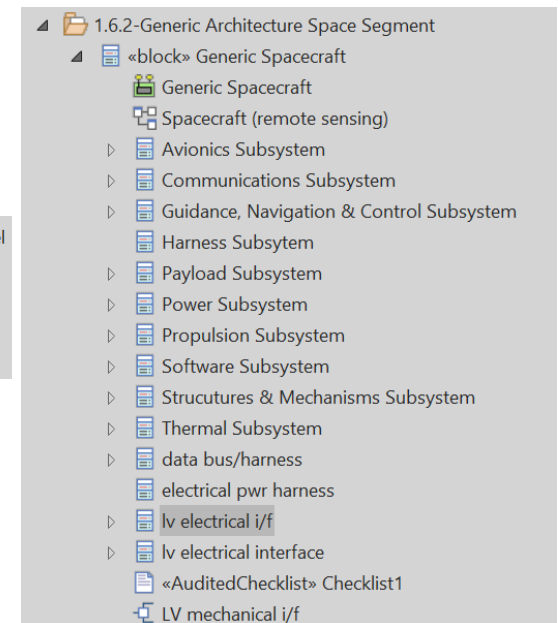 1.6.2-Generic Architecture Space Segment
«block» Generic Spacecraft
Generic Spacecraft
Spacecraft (remote sensing)
Avionics Subsystem
Communications Subsystem
Guidance, Navigation & Control Subsystem
Harness Subsytem
Payload Subsystem
Power Subsystem
Propulsion Subsystem
Software Subsystem
Strucutures & Mechanisms Subsystem
Thermal Subsystem
data bus/harness
electrical pwr harness
lv electrical i/f
lv electrical interface
«AuditedChecklist» Checklist1
LV mechanical i/f